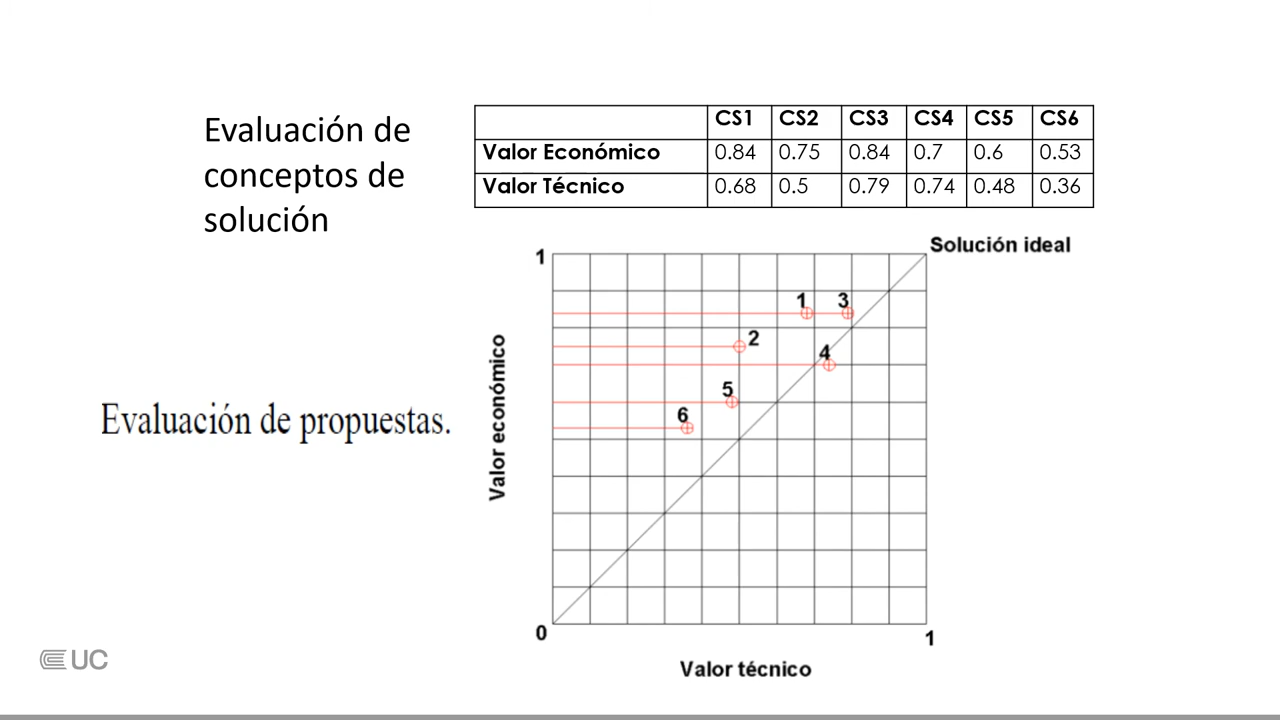 Evaluación de
conceptos de
solución
CS1 CS2 CS3 CS4 CS5 CS6
Valor Económico 0.84 0.75 0.84 0.7 0.6 0.53
Valor Técnico 0.68 0.5 0.79 0.74 0.48 0.36
Solución ideal
1
1 3
2
4
5
6
Valor económico
Evaluación de propuestas.
0
1
Valor técnico
UC